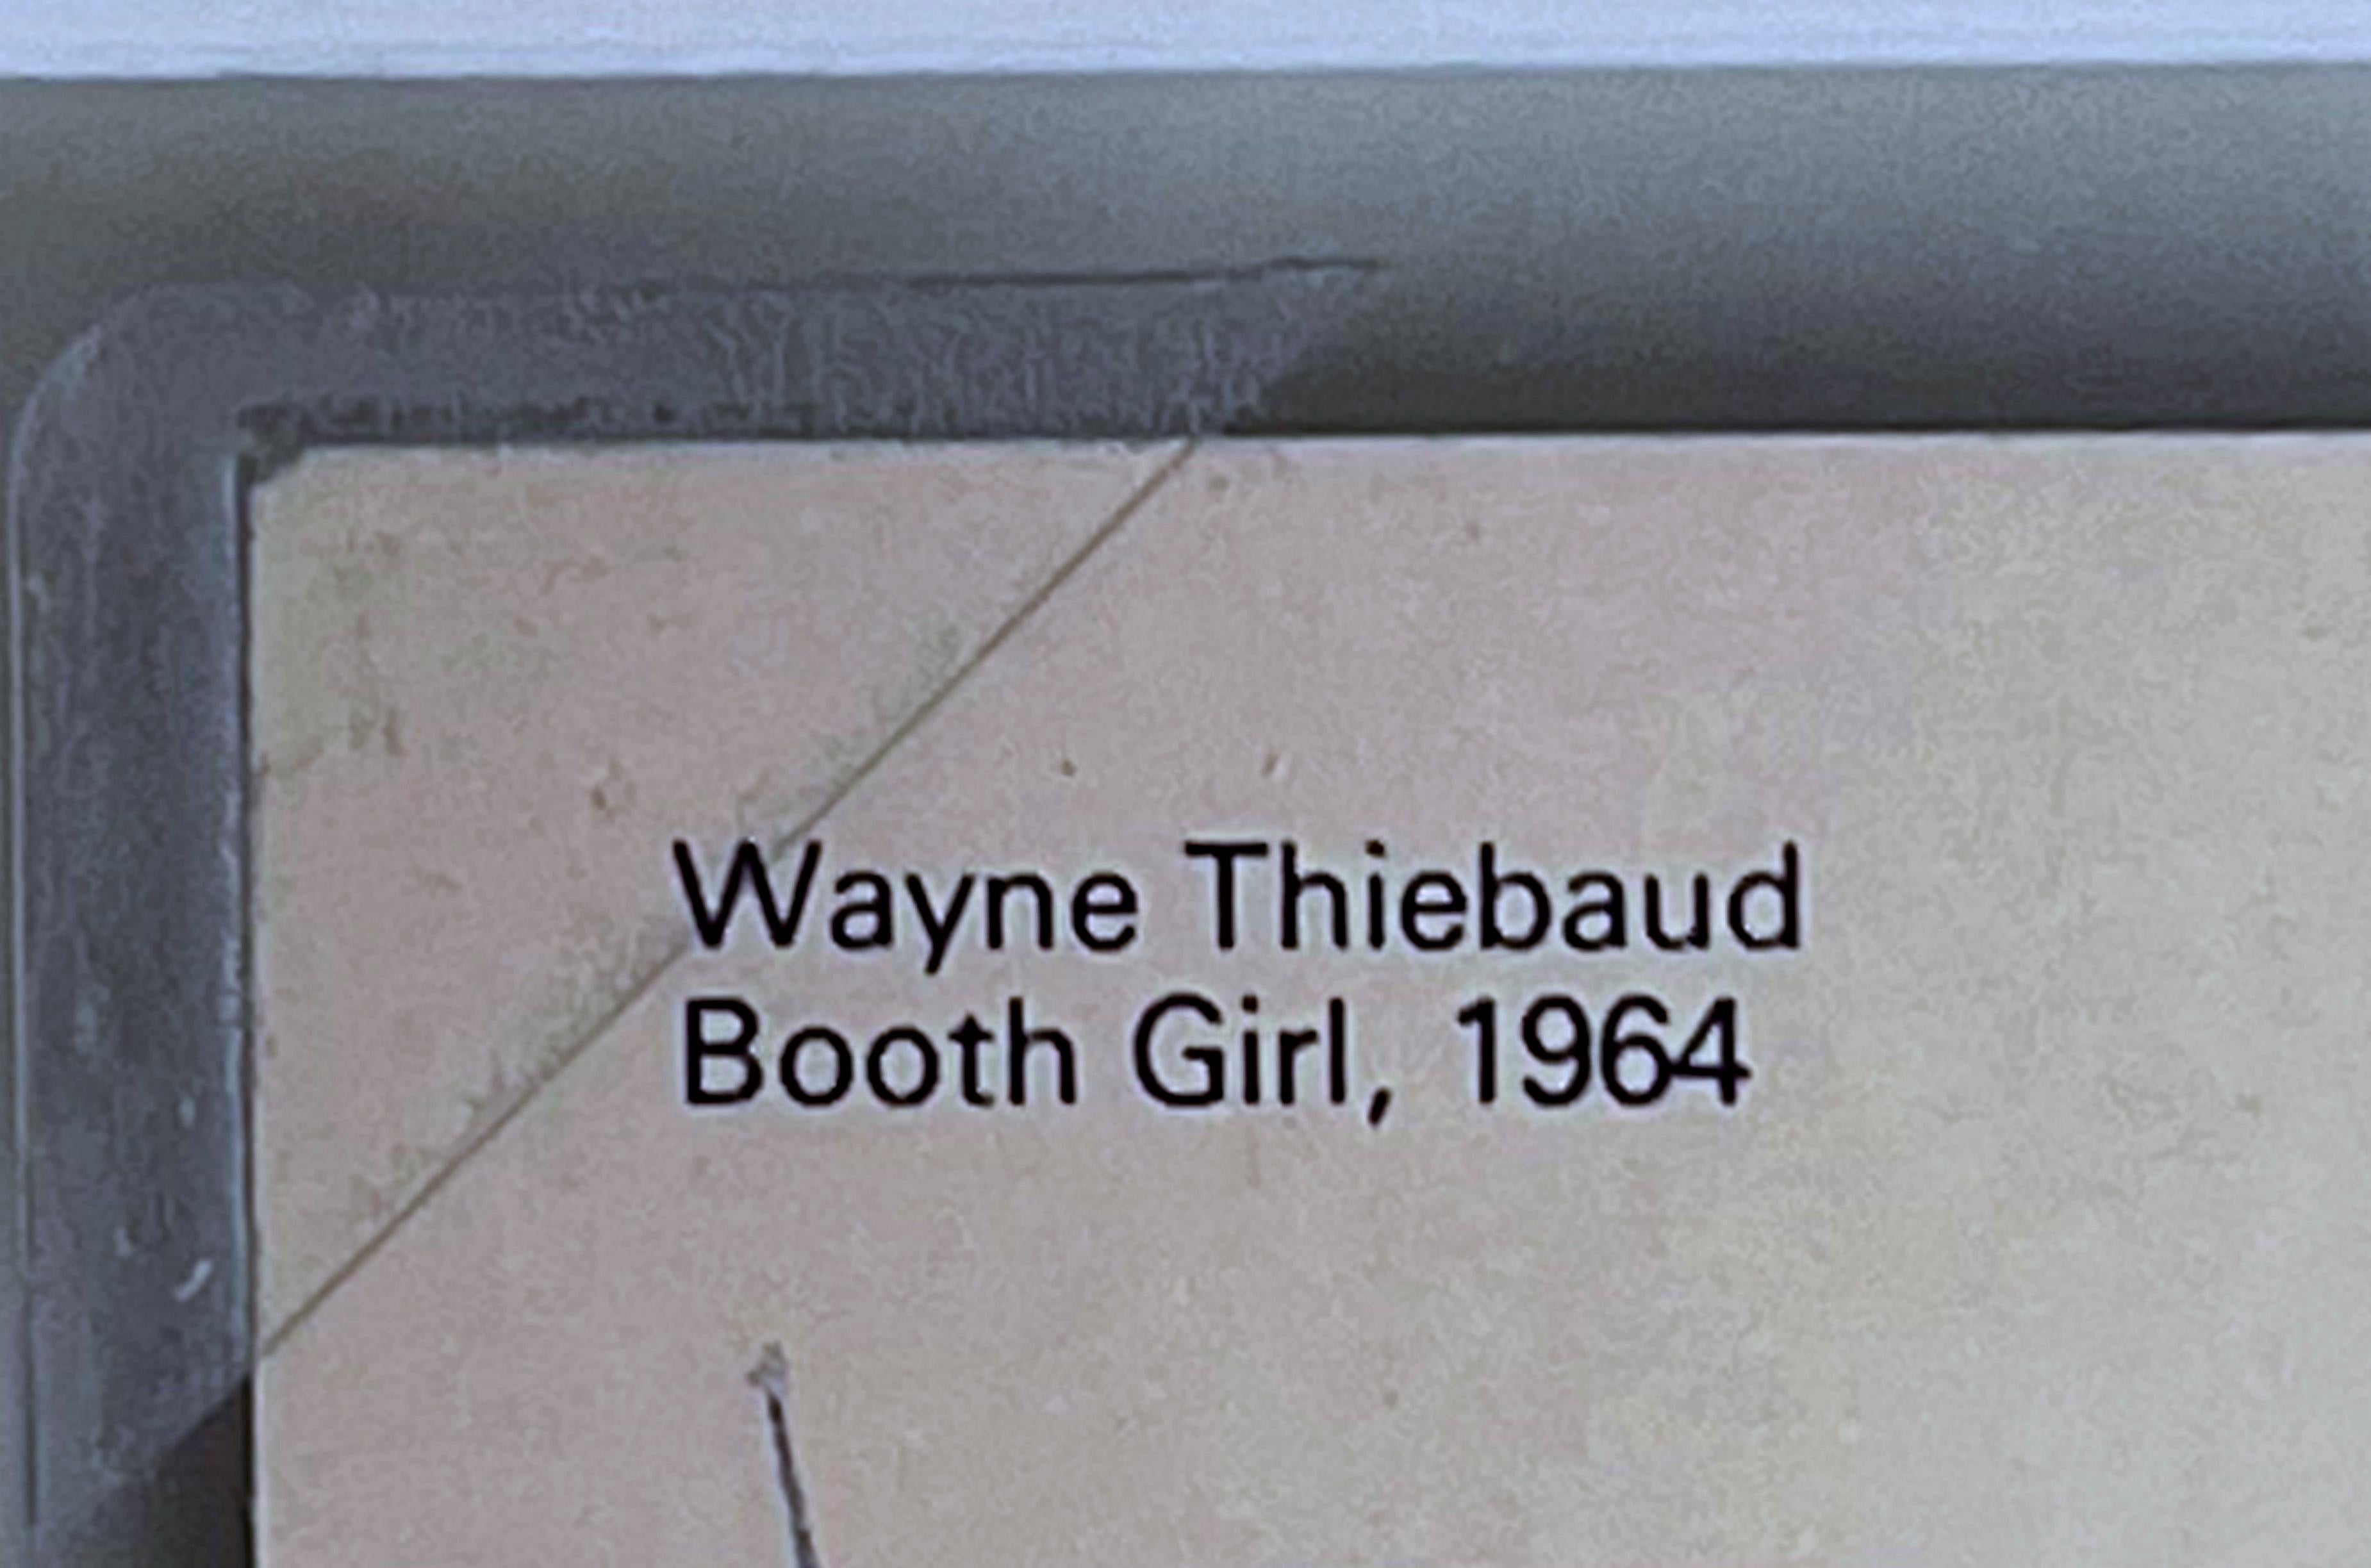 Wayne Thiebaud
Booth Girl, 1964